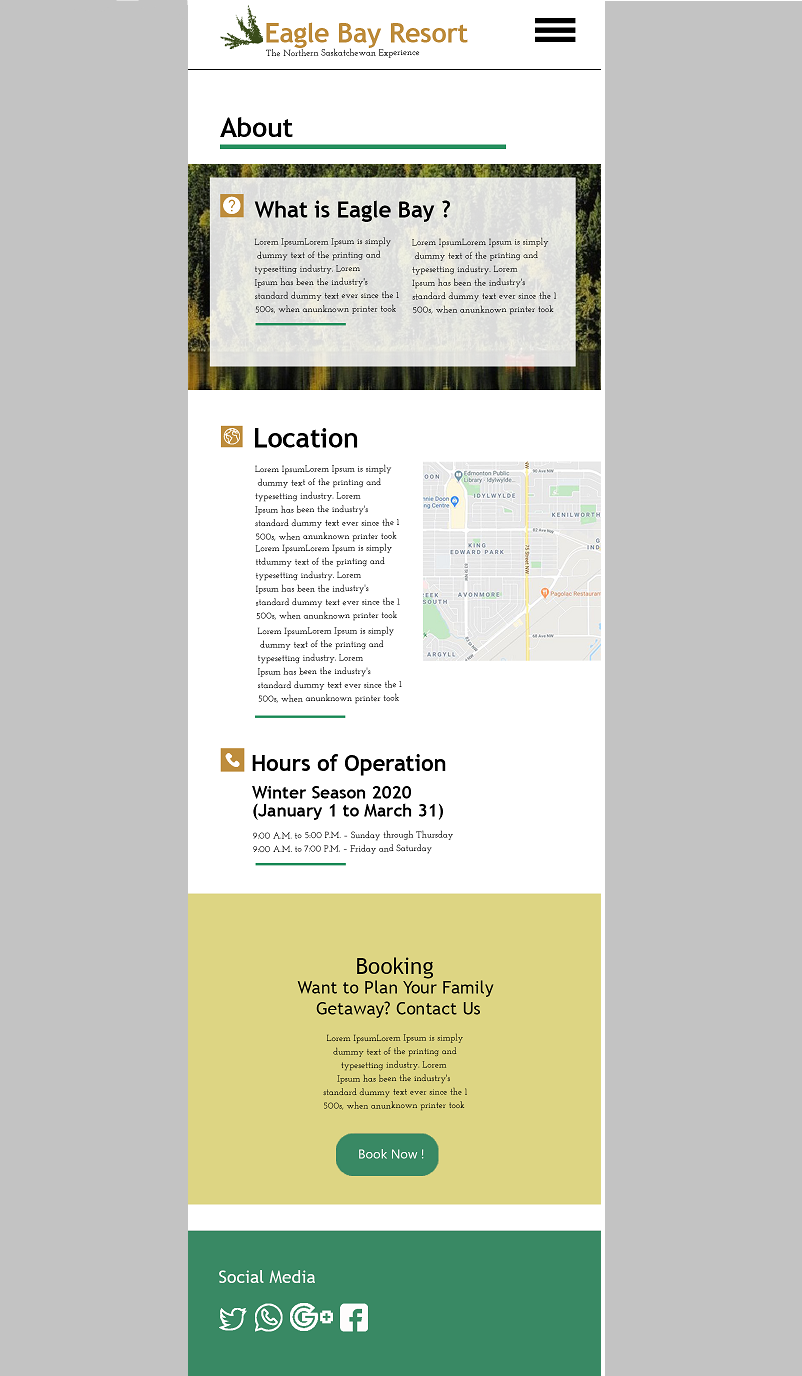 Eagle Bay Resort
The Northern Saskatchewan Experience
About
What is Eagle Bay ?
Lorem IpsumLorem Ipsum is simply
dummy text of the printing and
typesetting industry. Lorem
Ipsum has been the industry's
standard dummy text ever since the 1
500s, when anunknown printer took
Lorem IpsumLorem Ipsum is simply
dummy text of the printing and
typesetting industry. Lorem
Ipsum has been the industry's
standard dummy text ever since the 1
500s, when anunknown printer took
Location
Lorem IpsumLorem Ipsum is simply
dummy text of the printing and
typesetting industry. Lorem
Ipsum has been the industry's
standard dummy text ever since the 1
500s, when anunknown printer took
Lorem IpsumLorem Ipsum is simply
ttdummy text of the printing and
typesetting industry. Lorem
Ipsum has been the industry's
standard dummy text ever since the 1
500s, when anunknown printer took
Lorem IpsumLorem Ipsum is simply
dummy text of the printing and
typesetting industry. Lorem
Ipsum has been the industry's
standard dummy text ever since the 1
500s, when anunknown printer took
NW
90 Ave NW
OON
Edmonton Public
Library - Idylwylde...
IDYLWYLDE
nnie Doon
ng Centre
KENILWORTH
82 Ave NW
KING
EDWARD PARK
75 Street NW
G
IND
83 St NW
REEK
SOUTH
AVONMORE
Pagolac Restaurant
k
68 Ave NW
ARGYLL
Hours of Operation
Winter Season 2020
(January 1 to March 31)
9:00 A.M. to 5:00 P.M. – Sunday through Thursday
9:00 A.M. to 7:00 P.M. – Friday and Saturday
Booking
Want to Plan Your Family
Getaway? Contact Us
Lorem IpsumLorem Ipsum is simply
dummy text of the printing and
typesetting industry. Lorem
Ipsum has been the industry's
standard dummy text ever since the 1
500s, when anunknown printer took
Book Now !
Social Media